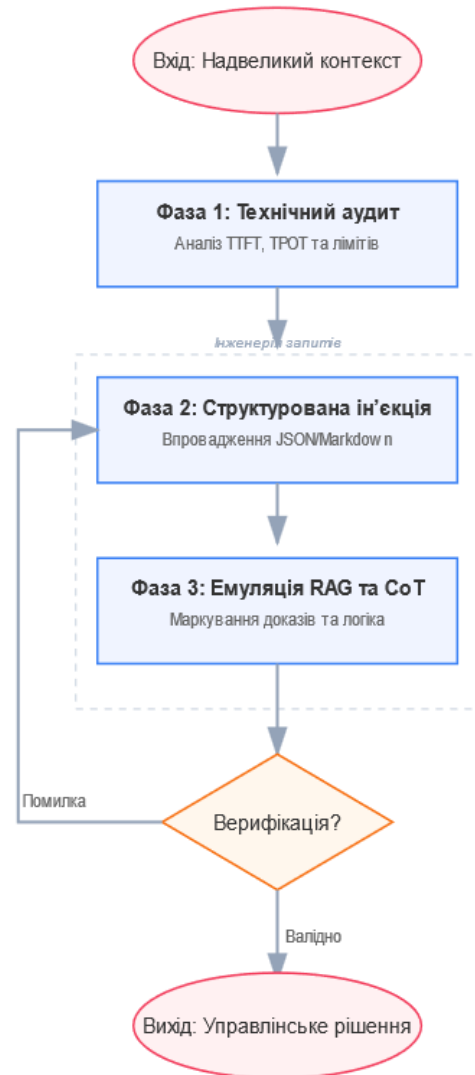 Вхід: Надвеликий контекст
Фаза 1: Технічний аудит
Аналіз TTFT, TPOT та лімітів
Інженерія запитів
Фаза 2: Структурована ін’єкція
Впровадження JSON/Markdown
Фаза 3: Емуляція RAG та CoT
Маркування доказів та логіка
Помилка
Верифікація?
Валідно
Вихід: Управлінське рішення